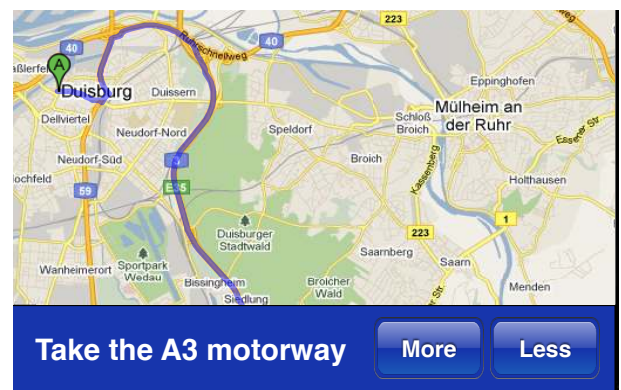 223
40
Ruhrschnellweg
40
A
Duisburg
Duissern
Eppinghofen
Mülheim an
der Ruhr
Schloß
Broich
Dellviertel
Neudorf-Nord
Speldorf
Essener Str
Neudorf-Süd
3
Broich
Kassenberg
59
E35
Holthausen
1
Duisburger
Stadtwald
223
Saarnberg
Saarn
Wanheimerort
Sportpark
Wedau
Bissingheim
Siedlung
Broicher
Wald
Menden
Take the A3 motorway
More
Less